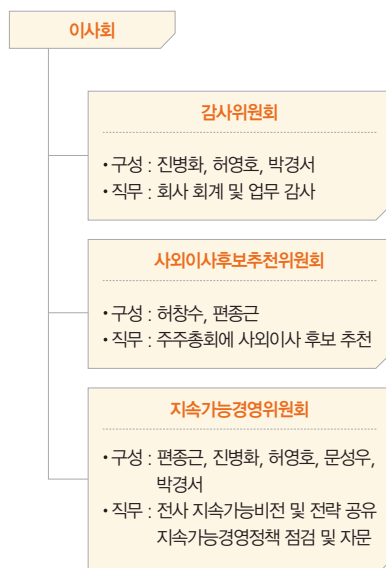 이사회
감사위원회
• 구성 : 진병화, 허영호, 박경서
• 직무 : 회사 회계 및 업무 감사
사외이사후보추천위원회
• 구성 : 허창수, 편종근
• 직무 : 주주총회에 사외이사 후보 추천
지속가능경영위원회
• 구성 : 편종근, 진병화, 허영호, 문성우,
박경서
• 직무 : 전사 지속가능비전 및 전략 공유
지속가능경영정책 점검 및 자문